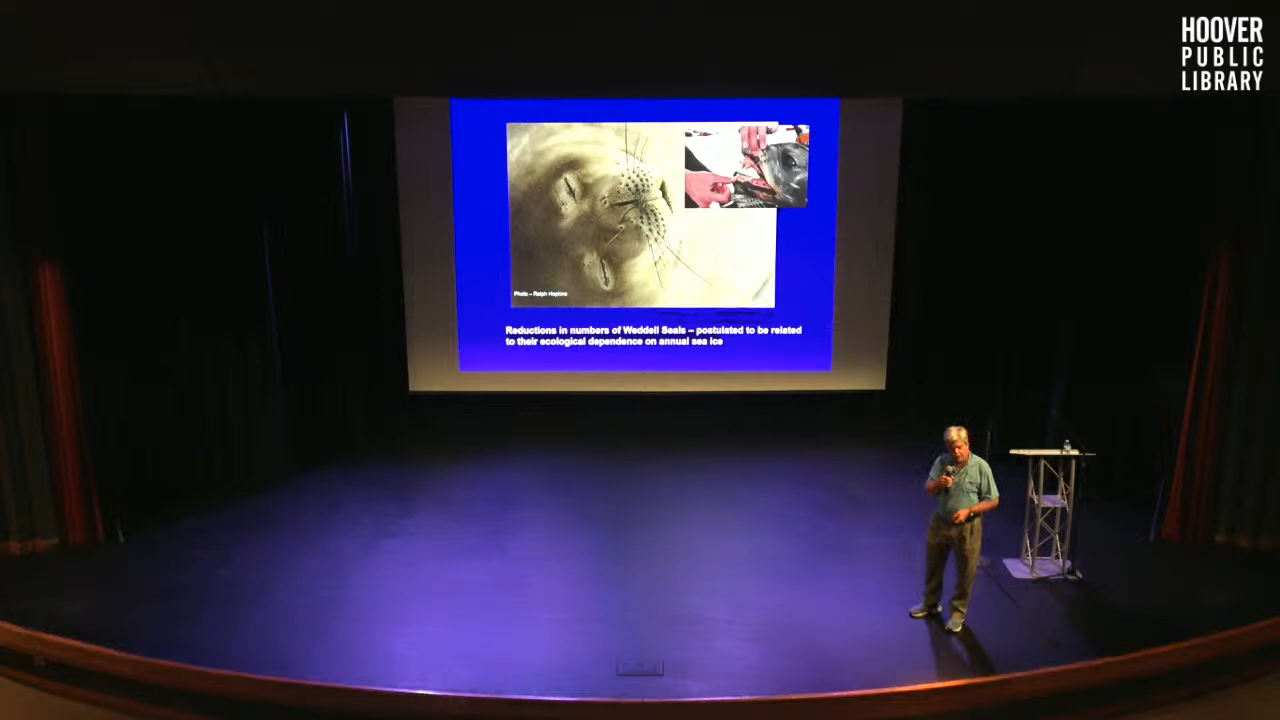 HOOVER
PUBLIC
LIBRARY
Photo – Ralph Hopkins
Reductions in numbers of Weddell Seals – postulated to be related
to their ecological dependence on annual sea ice